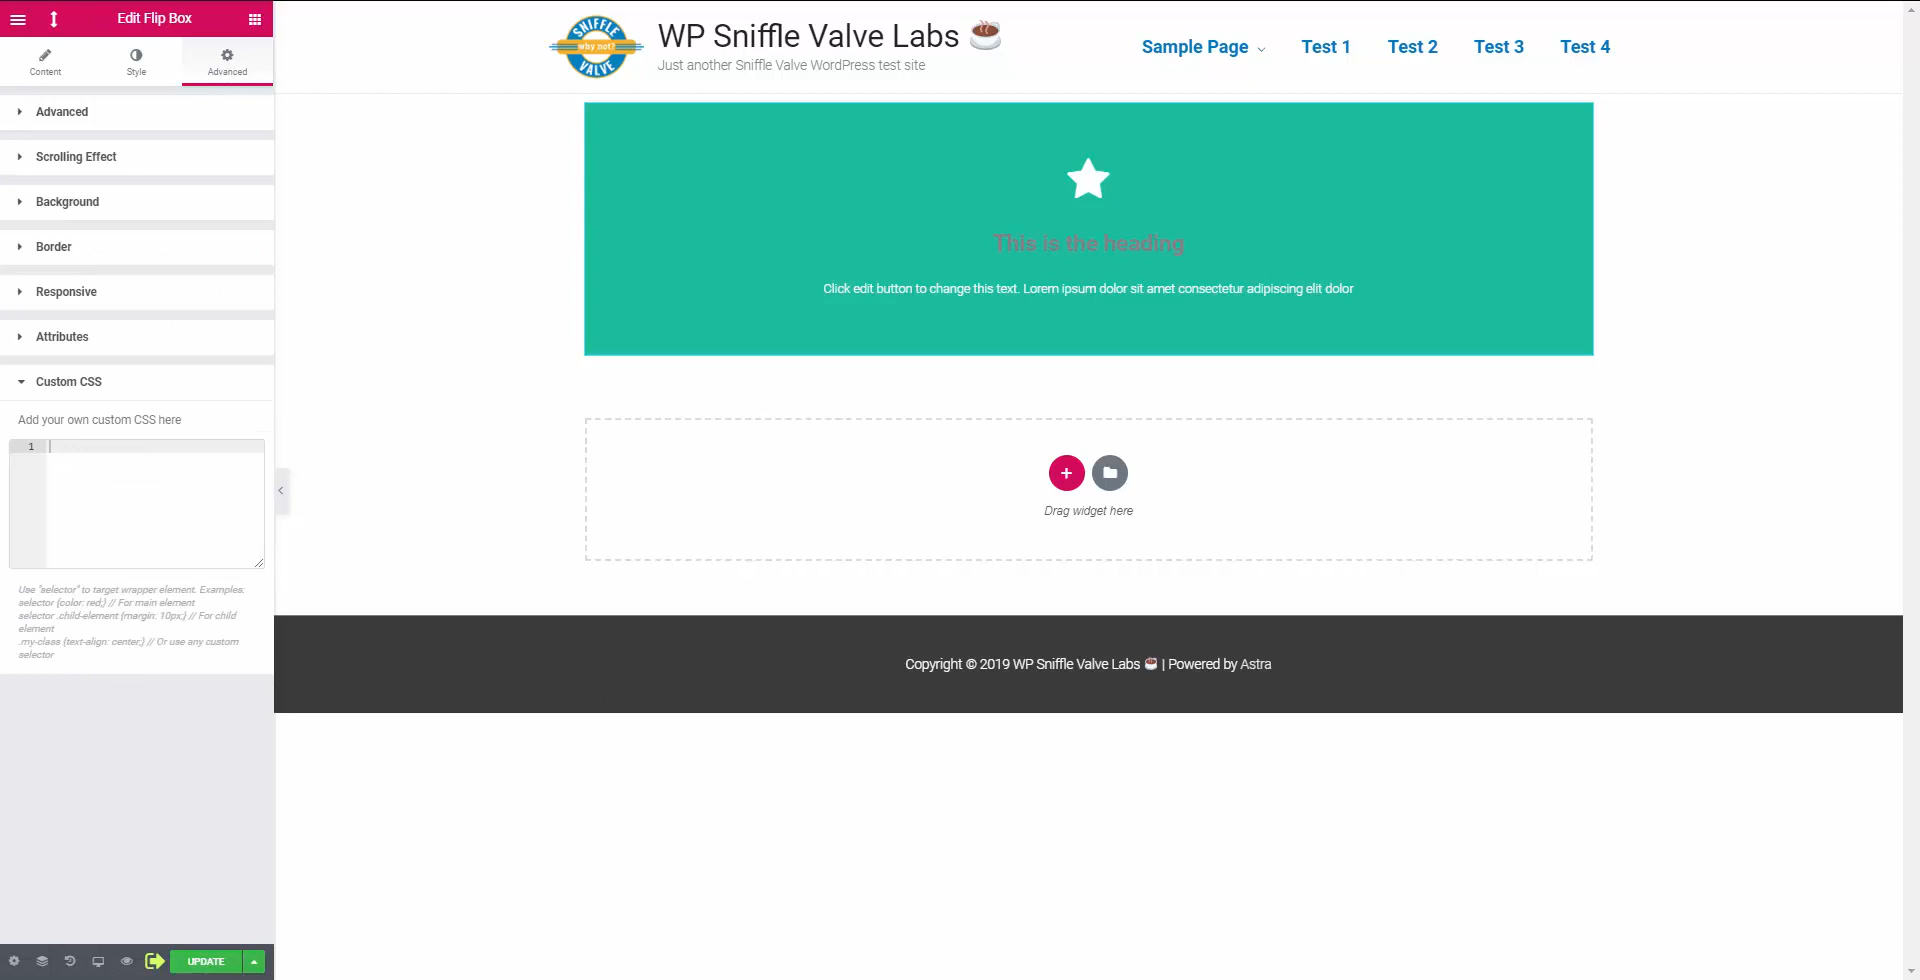 Edit Flip Box
Content
Style
Advanced
Advanced
Scrolling Effect
Background
Border
Responsive
Attributes
Custom CSS
Add your own custom CSS here
1
Use "selector" to target wrapper element. Examples:
selector {color: red;} // For main element
selector .child-element {margin: 10px;} // For child
element
.my-class {text-align: center;} // Or use any custom
selector
UPDATE
SNIFFLE
why not?
VALVE
WP Sniffle Valve Labs ☕
Just another Sniffle Valve WordPress test site
Sample Page
Test 1
Test 2
Test 3
Test 4
This is the heading
Click edit button to change this text. Lorem ipsum dolor sit amet consectetur adipiscing elit dolor
Drag widget here
Copyright © 2019 WP Sniffle Valve Labs ☕ | Powered by Astra